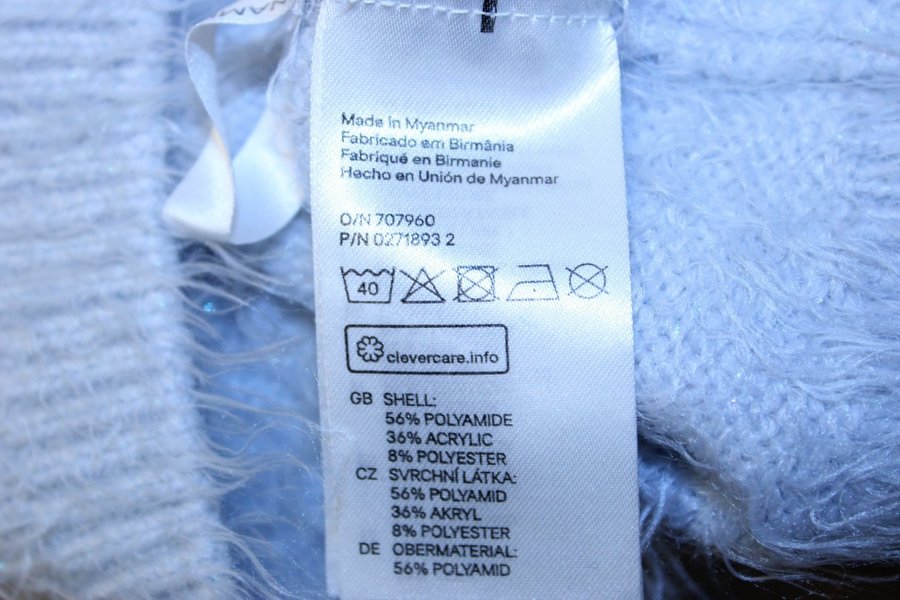 Made in Myanmar
Fabricado em Birmânia
Fabriqué en Birmanie
Hecho en Unión de Myanmar
O/N 707960
P/N 0271893 2
40
clevercare.info
GB SHELL:
56% POLYAMIDE
36% ACRYLIC
8% POLYESTER
CZ SVRCHNÍ LÁTKA:
56% POLYAMID
36% AKRYL
8% POLYESTER
DE OBERMATERIAL:
56% POLYAMID